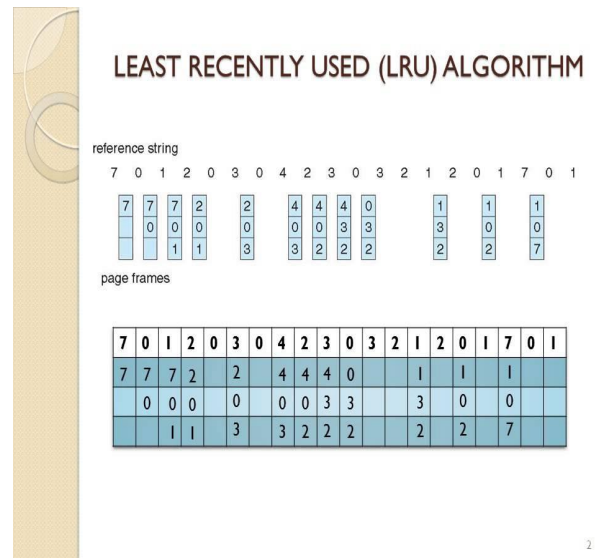 LEAST RECENTLY USED (LRU) ALGORITHM
reference string
7 0 1 2 0 3 0 4 2 3 0 3 2 1 2 0 1 7 0 1
7 7 7 2 2 4 4 4 0 1 1 1
0 0 0 0 0 0 3 3 3 0 0
1 1 3 3 2 2 2 2 2 7
page frames
7 0 1 2 0 3 0 4 2 3 0 3 2 1 2 0 1 7 0 1
7 7 7 2 2 4 4 4 0 1 1 1
0 0 0 0 0 0 3 3 3 0 0
1 1 3 3 2 2 2 2 2 7
2